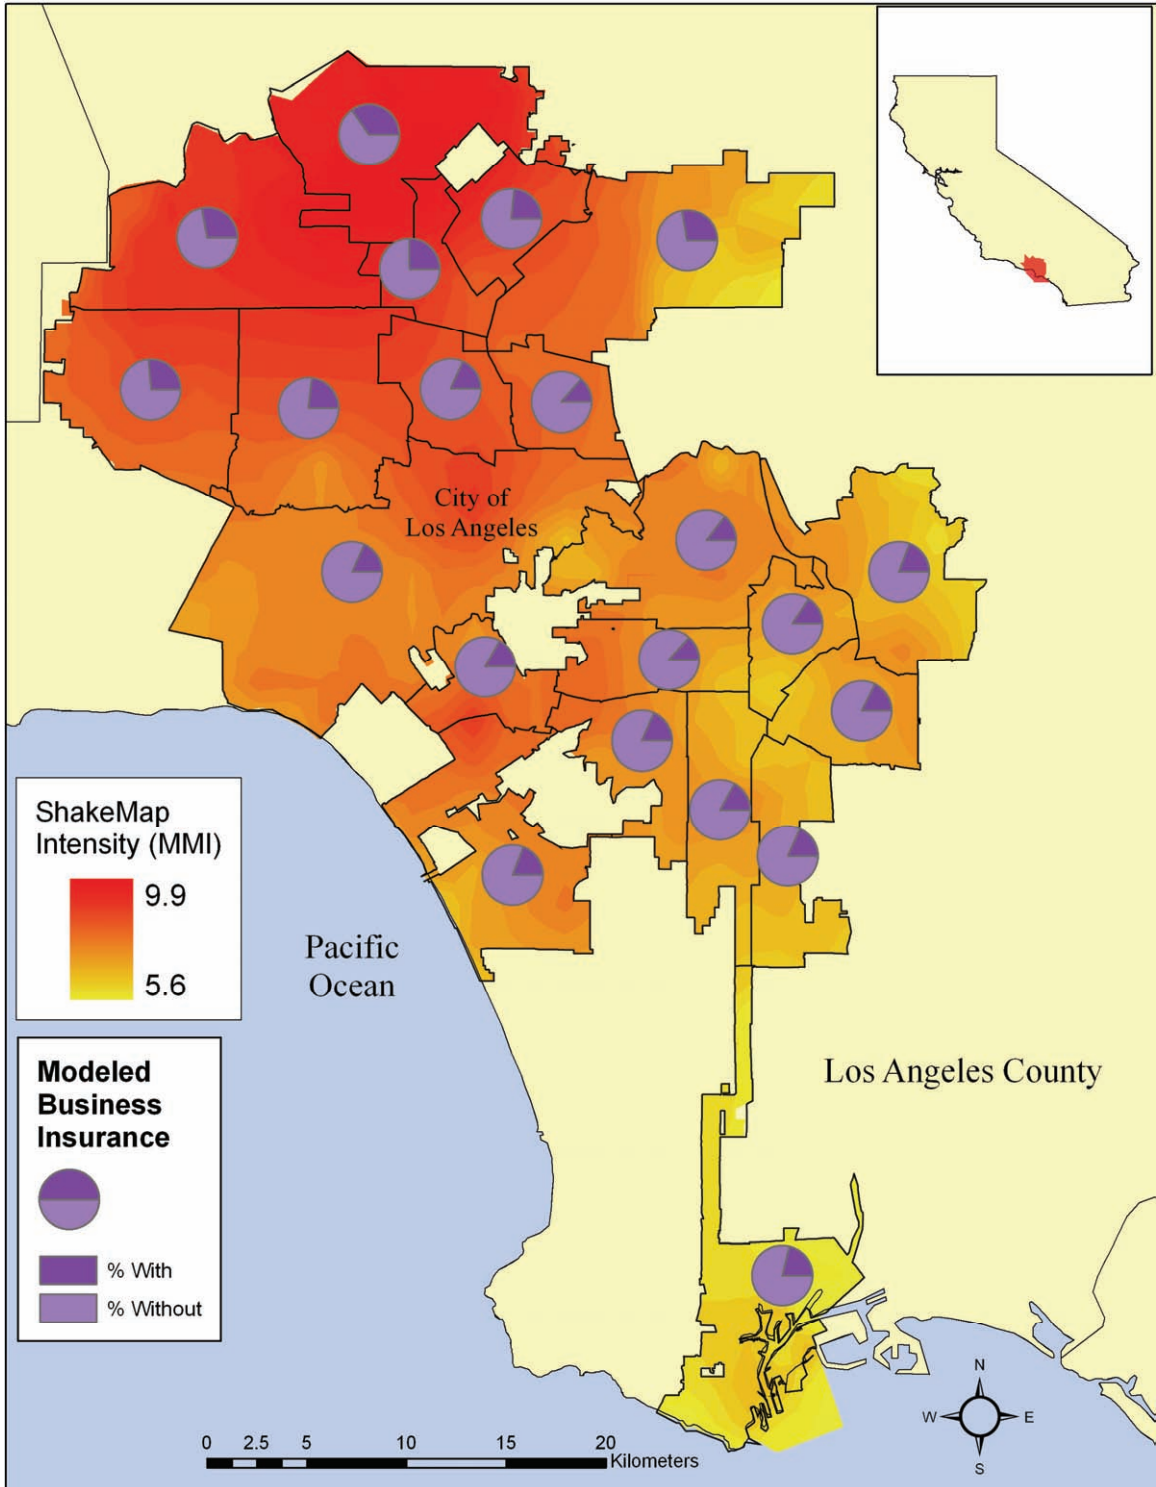 City of
Los Angeles
ShakeMap
Intensity (MMI)
9.9
5.6
Pacific
Ocean
Modeled
Business
Insurance
% With
% Without
Los Angeles County
0 2.5 5 10 15 20
Kilometers
N
W E
S